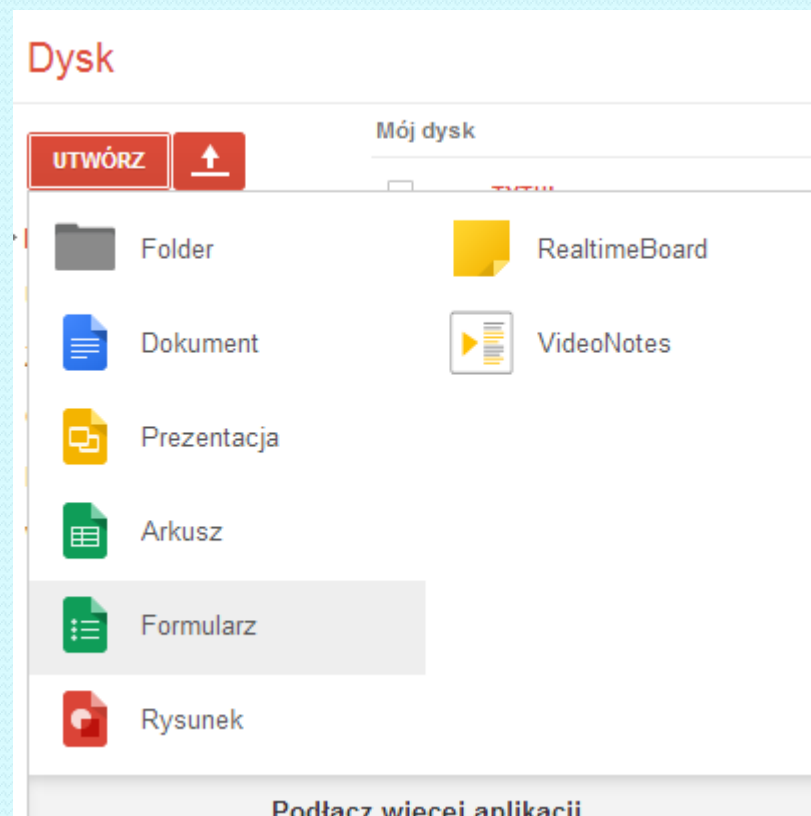 Dysk
Mój dysk
UTWÓRZ
Folder
RealtimeBoard
Dokument
VideoNotes
Prezentacja
Arkusz
Formularz
Rysunek
Podłącz więcej aplikacji